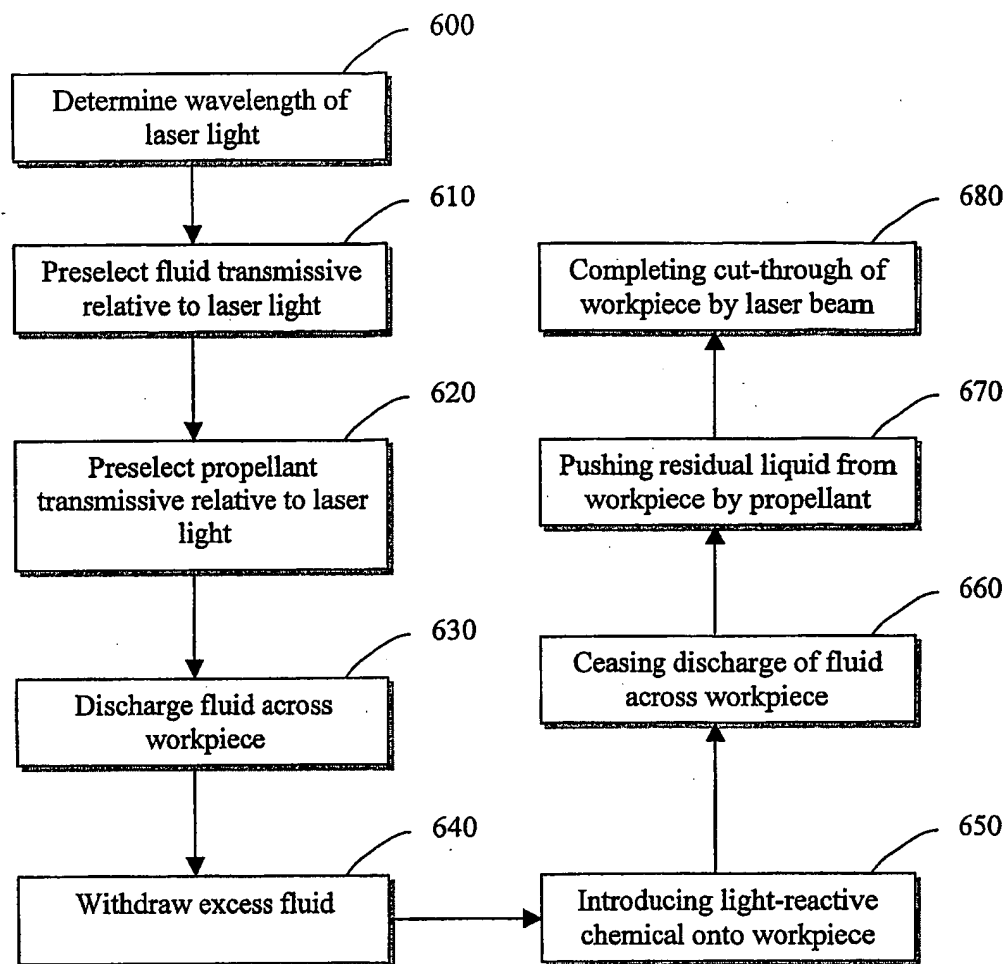 600
Determine wavelength of
laser light
610
Preselect fluid transmissive
relative to laser light
620
Preselect propellant
transmissive relative to laser
light
630
Discharge fluid across
workpiece
640
Withdraw excess fluid
650
Introducing light-reactive
chemical onto workpiece
660
Ceasing discharge of fluid
across workpiece
670
Pushing residual liquid from
workpiece by propellant
680
Completing cut-through of
workpiece by laser beam